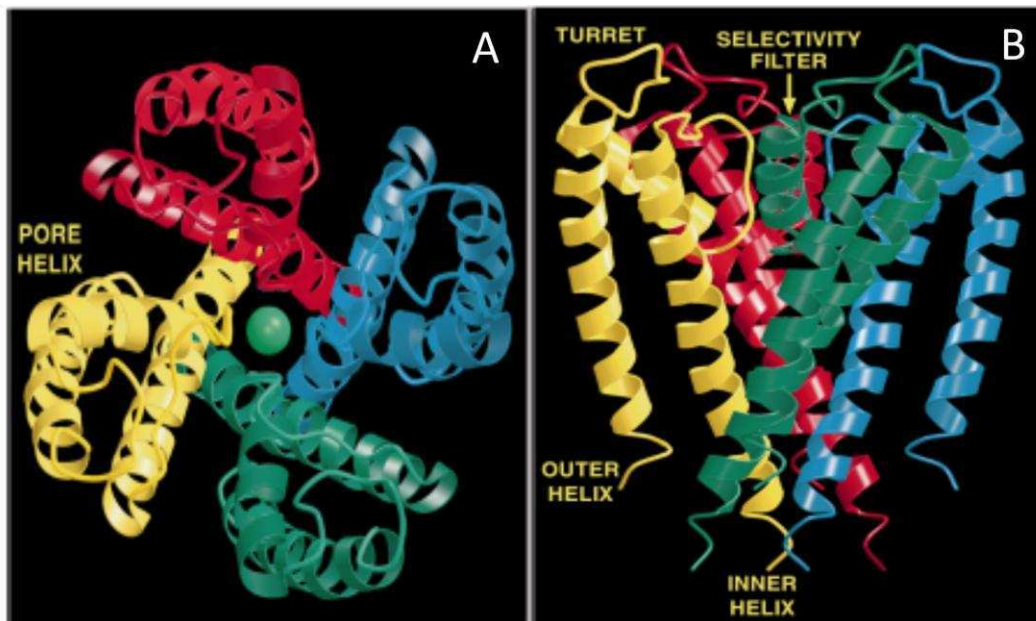 A
PORE
HELIX
B
TURRET
SELECTIVITY
FILTER
OUTER
HELIX
INNER
HELIX